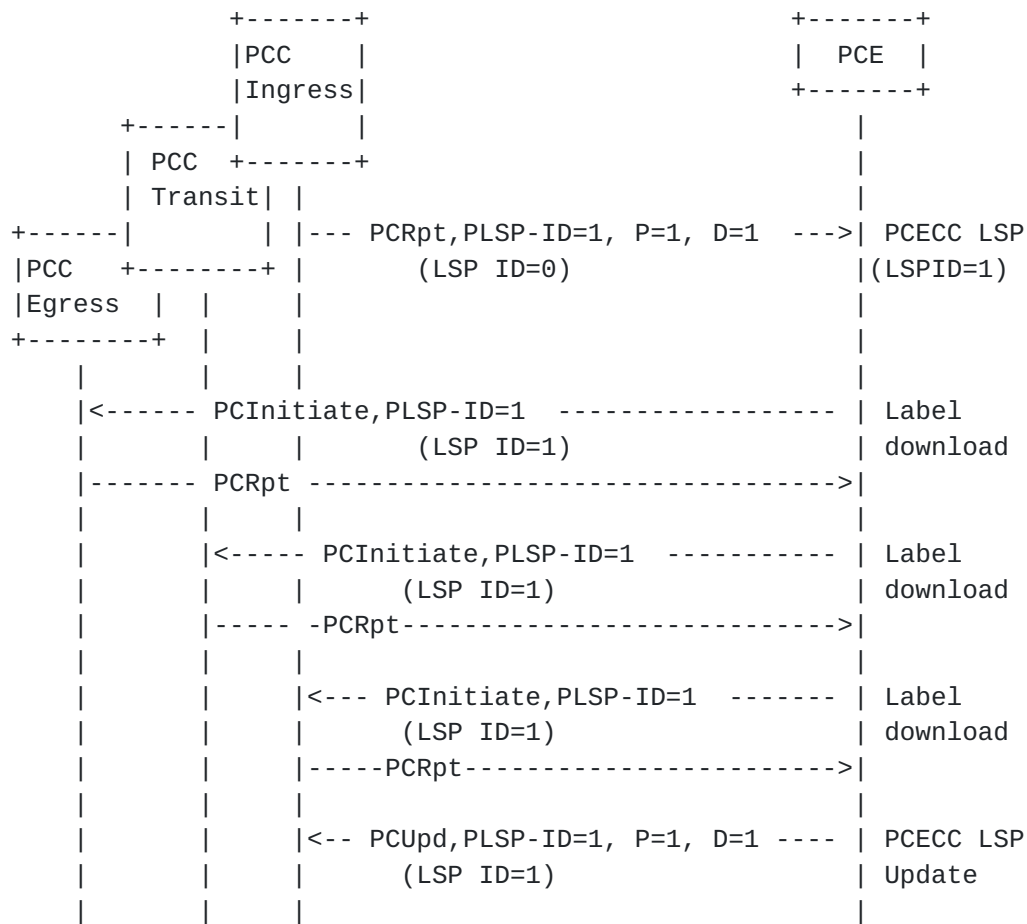 +-------+                           +-------+
              |PCC    |                           |  PCE  |
              |Ingress|                           +-------+
       +------|       |                               |
       | PCC  +-------+                               |
       | Transit| |                                   |
+------|        | |--- PCRpt,PLSP-ID=1, P=1, D=1  --->| PCECC LSP
|PCC   +--------+ |       (LSP ID=0)                  |(LSPID=1)
|Egress  |  |     |                                   |
+--------+  |     |                                   |
    |       |     |                                   |
    |<------ PCInitiate,PLSP-ID=1  ------------------ | Label
    |       |     |       (LSP ID=1)                  | download
    |------- PCRpt ---------------------------------->|
    |       |     |                                   |
    |       |<----- PCInitiate,PLSP-ID=1  ----------- | Label
    |       |     |      (LSP ID=1)                   | download
    |       |----- -PCRpt---------------------------->|
    |       |     |                                   |
    |       |     |<--- PCInitiate,PLSP-ID=1  ------- | Label
    |       |     |      (LSP ID=1)                   | download
    |       |     |-----PCRpt------------------------>|
    |       |     |                                   |
    |       |     |<-- PCUpd,PLSP-ID=1, P=1, D=1 ---- | PCECC LSP
    |       |     |      (LSP ID=1)                   | Update
    |       |     |                                   |